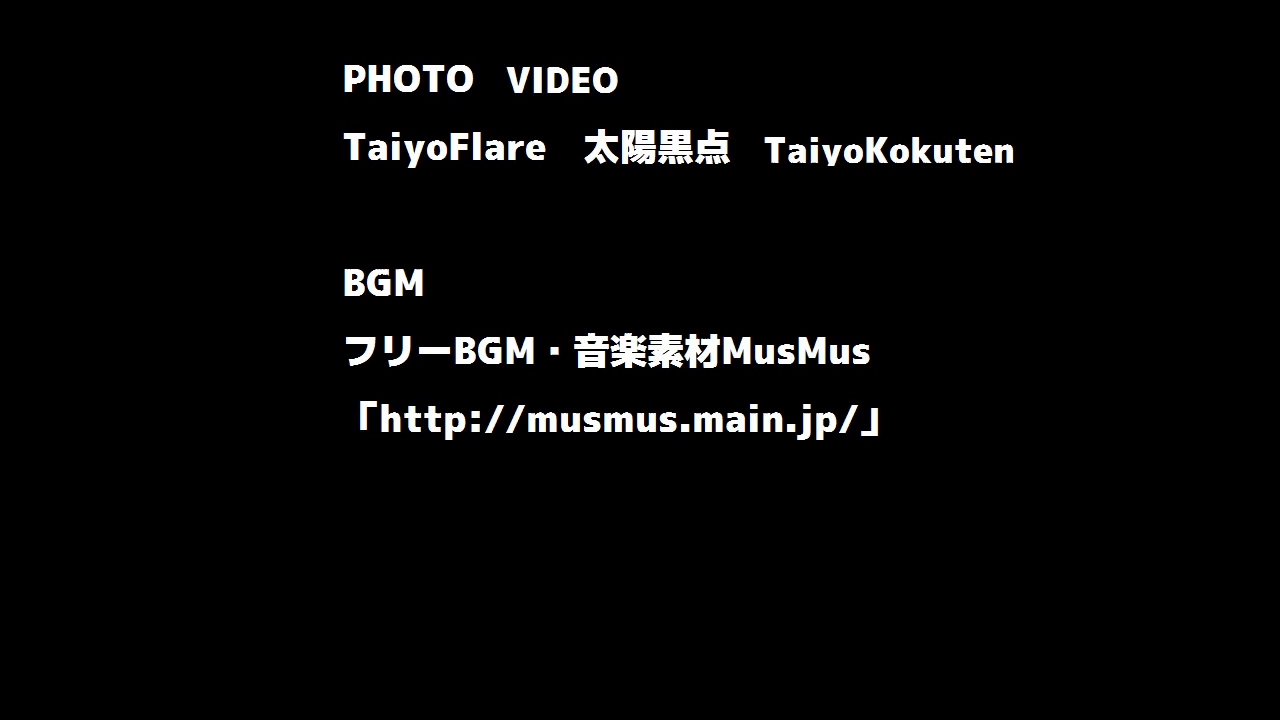 PHOTO　VIDEO
TaiyoFlare　太陽黒点　TaiyoKokuten
BGM
フリーBGM・音楽素材MusMus
「http://musmus.main.jp/」